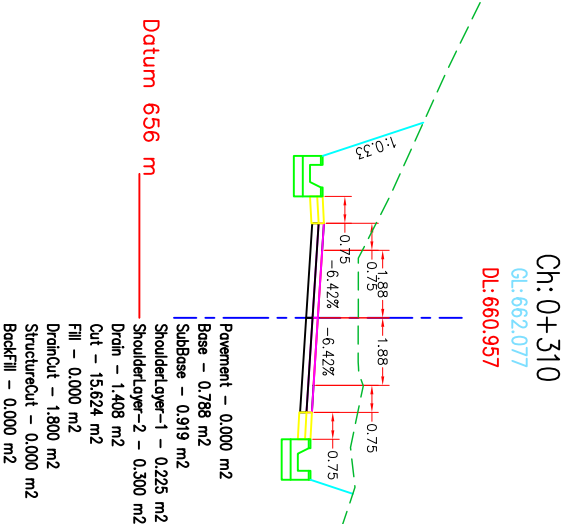 Ch: 0+310
GL: 662.077
DL: 660.957
1:0.33
0.75
0.75
1.88
1.88
0.75
0.75
-6.42%
-6.42%
Datum 656 m
Pavement - 0.000 m2
Base - 0.788 m2
SubBase - 0.919 m2
ShoulderLayer-1 - 0.225 m2
ShoulderLayer-2 - 0.300 m2
Drain - 1.408 m2
Cut - 15.624 m2
Fill - 0.000 m2
DrainCut - 1.800 m2
StructureCut - 0.000 m2
BackFill - 0.000 m2